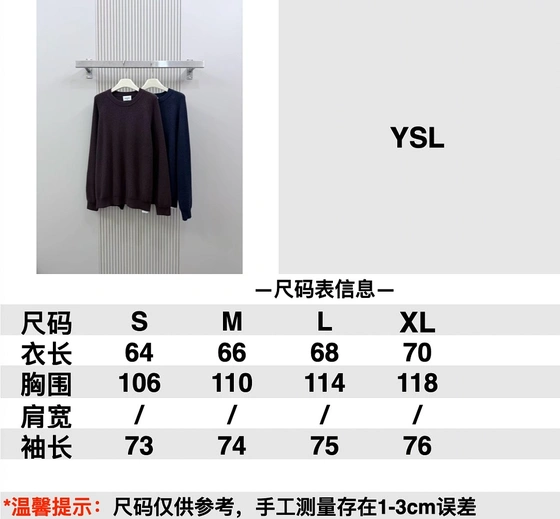 YSL
—尺码表信息—
尺码 S M L XL
衣长 64 66 68 70
胸围 106 110 114 118
肩宽 / / / /
袖长 73 74 75 76
*温馨提示：尺码仅供参考，手工测量存在1-3cm误差